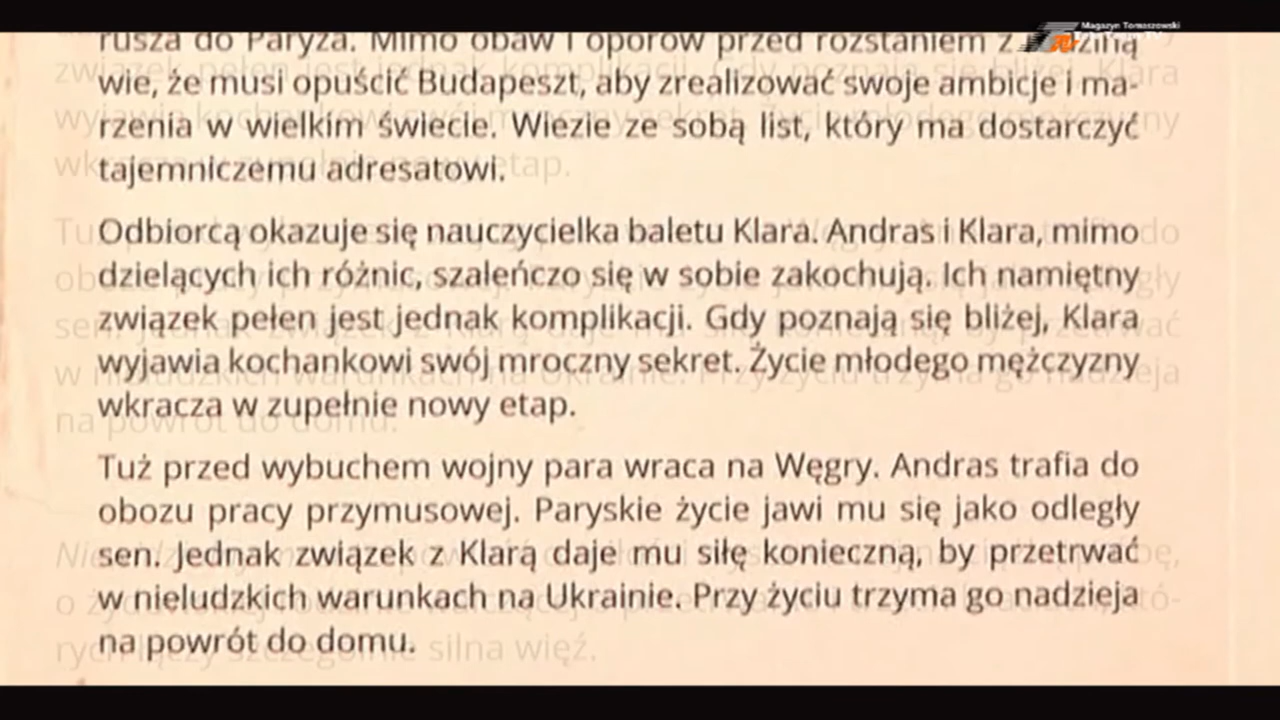 Magazyn Tomaszowski
rusza do Paryża. Mimo obaw i oporów przed rozstaniem z
wie, że musi opuścić Budapeszt, aby zrealizować swoje ambicje i ma-
rzenia w wielkim świecie. Wiezie ze sobą list, który ma dostarczyć
tajemniczemu adresatowi.
Odbiorcą okazuje się nauczycielka baletu Klara. Andras i Klara, mimo
dzielących ich różnic, szaleńczo się w sobie zakochują. Ich namiętny
związek pełen jest jednak komplikacji. Gdy poznają się bliżej, Klara
wyjawia kochankowi swój mroczny sekret. Życie młodego mężczyzny
wkracza w zupełnie nowy etap.
Tuż przed wybuchem wojny para wraca na Węgry. Andras trafia do
obozu pracy przymusowej. Paryskie życie jawi mu się jako odległy
sen. Jednak związek z Klarą daje mu siłę konieczną, by przetrwać
w nieludzkich warunkach na Ukrainie. Przy życiu trzyma go nadzieja
na powrót do domu.
silna więź.